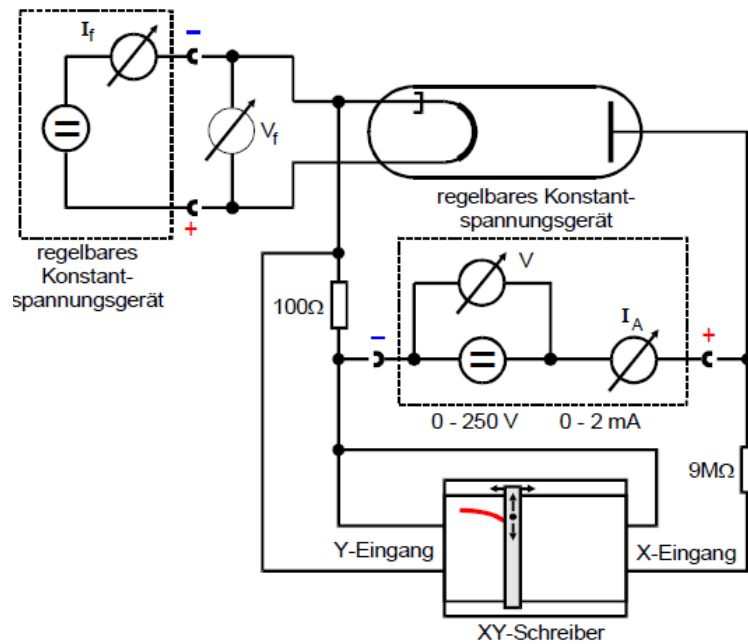 I_f
−
=
V_f
+
regelbares
Konstant-
spannungsgerät
regelbares Konstant-
spannungsgerät
V
100Ω
−
=
I_A
+
0 - 250 V
0 - 2 mA
9MΩ
Y-Eingang
X-Eingang
XY-Schreiber